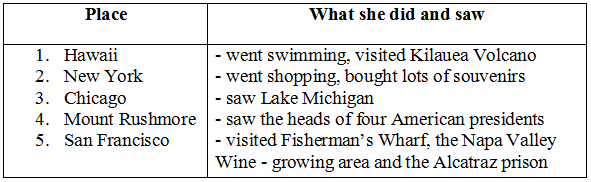 Place What she did and saw
1. Hawaii - went swimming, visited Kilauea Volcano
2. New York - went shopping, bought lots of souvenirs
3. Chicago - saw Lake Michigan
4. Mount Rushmore - saw the heads of four American presidents
5. San Francisco - visited Fisherman’s Wharf, the Napa Valley
Wine - growing area and the Alcatraz prison